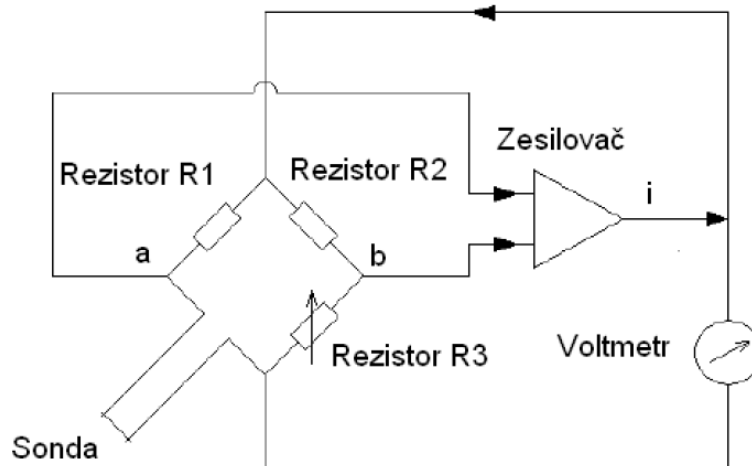 Zesilovač
Rezistor R1
Rezistor R2
i
a
b
Rezistor R3
Voltmetr
Sonda